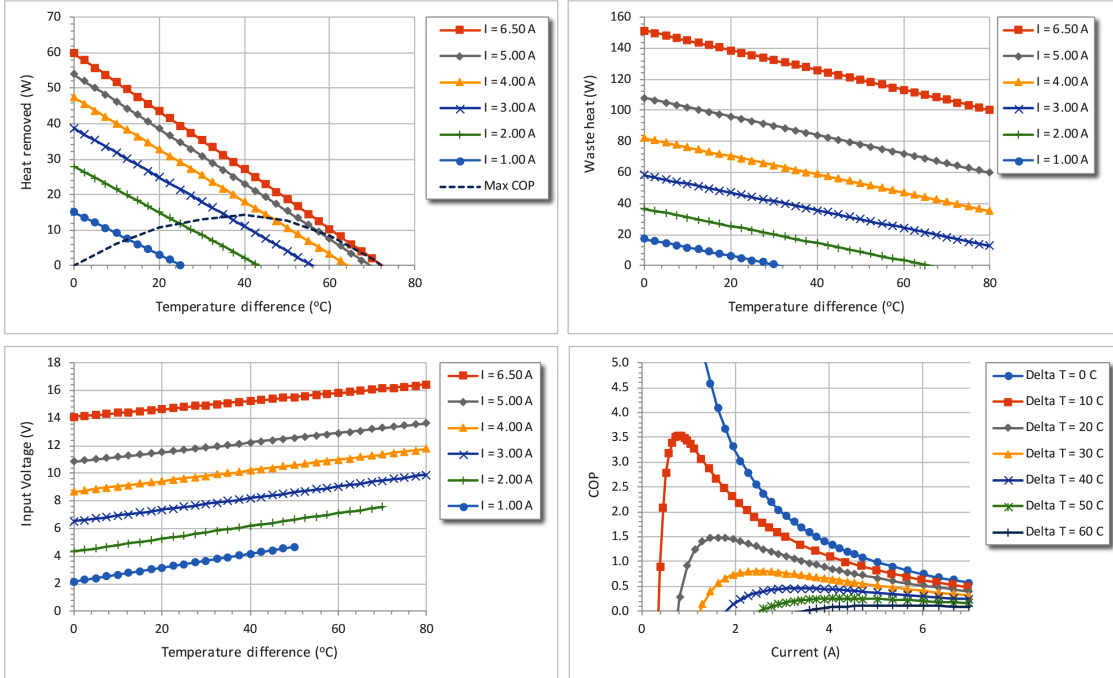 70
60
50
40
30
20
10
0
Heat removed (W)
0
20
40
60
80
Temperature difference (°C)
I = 6.50 A
I = 5.00 A
I = 4.00 A
I = 3.00 A
I = 2.00 A
I = 1.00 A
Max COP
160
140
120
100
80
60
40
20
0
Waste heat (W)
0
20
40
60
80
Temperature difference (°C)
I = 6.50 A
I = 5.00 A
I = 4.00 A
I = 3.00 A
I = 2.00 A
I = 1.00 A
18
16
14
12
10
8
6
4
2
0
Input Voltage (V)
0
20
40
60
80
Temperature difference (°C)
I = 6.50 A
I = 5.00 A
I = 4.00 A
I = 3.00 A
I = 2.00 A
I = 1.00 A
5.0
4.5
4.0
3.5
3.0
2.5
2.0
1.5
1.0
0.5
0.0
COP
0
2
4
6
Current (A)
Delta T = 0 C
Delta T = 10 C
Delta T = 20 C
Delta T = 30 C
Delta T = 40 C
Delta T = 50 C
Delta T = 60 C